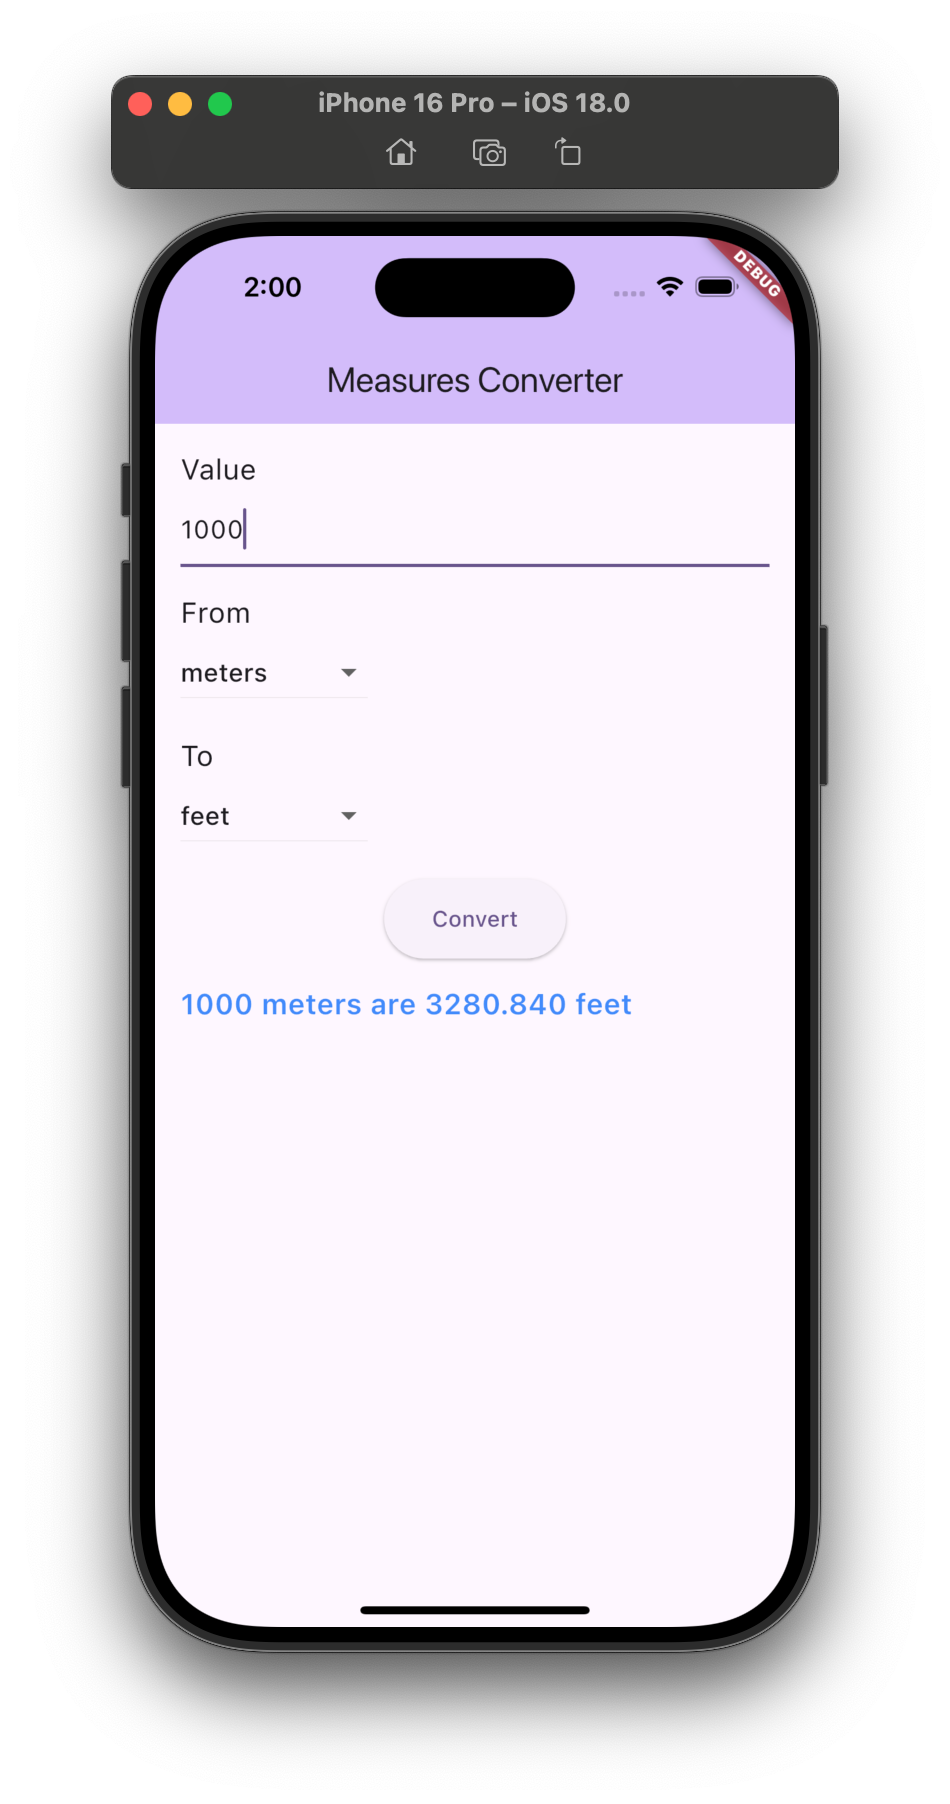 iPhone 16 Pro – iOS 18.0
2:00
DEBUG
Measures Converter
Value
1000
From
meters
To
feet
Convert
1000 meters are 3280.840 feet